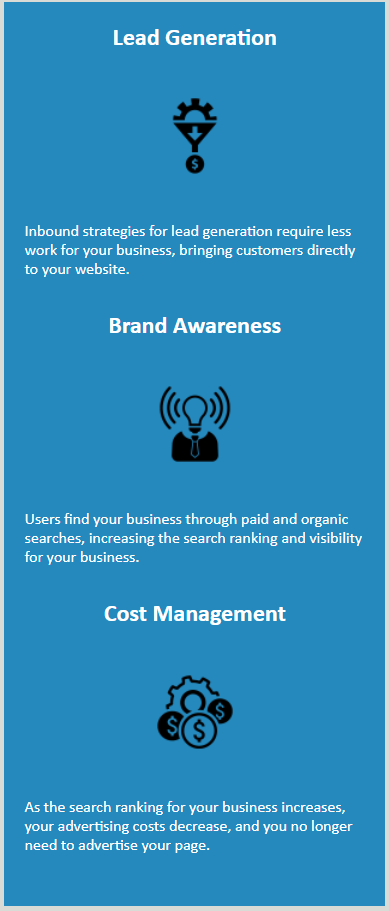 Lead Generation
$
Inbound strategies for lead generation require less
work for your business, bringing customers directly
to your website.
Brand Awareness
Users find your business through paid and organic
searches, increasing the search ranking and visibility
for your business.
Cost Management
$ $ $
As the search ranking for your business increases,
your advertising costs decrease, and you no longer
need to advertise your page.